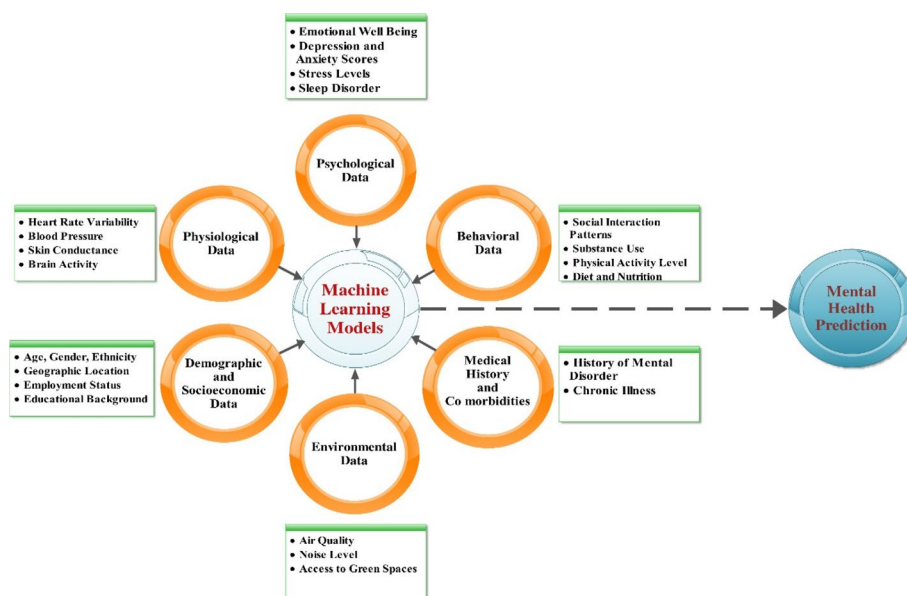 • Emotional Well Being
• Depression and
Anxiety Scores
• Stress Levels
• Sleep Disorder
Psychological
Data
• Heart Rate Variability
• Blood Pressure
• Skin Conductance
• Brain Activity
Physiological
Data
Behavioral
Data
• Social Interaction
Patterns
• Substance Use
• Physical Activity Level
• Diet and Nutrition
Machine
Learning
Models
Mental
Health
Prediction
• Age, Gender, Ethnicity
• Geographic Location
• Employment Status
• Educational Background
Demographic
and
Socioeconomic
Data
Medical
History
and
Co morbidities
• History of Mental
Disorder
• Chronic Illness
Environmental
Data
• Air Quality
• Noise Level
• Access to Green Spaces